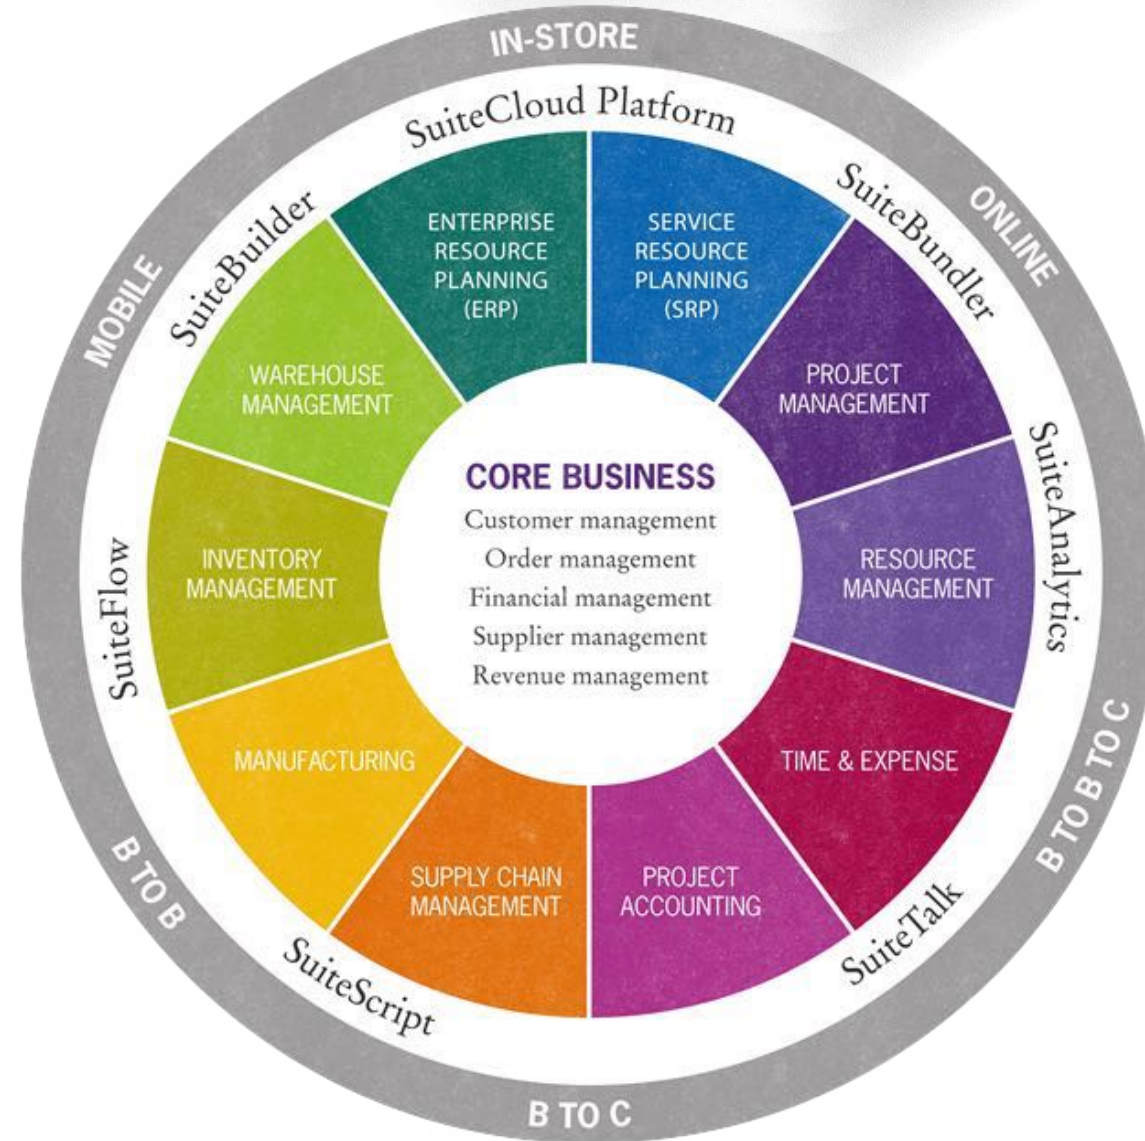 IN-STORE
ONLINE
B TO B TO C
B TO C
B TO B
MOBILE
SuiteCloud Platform
SuiteBundler
SuiteAnalytics
SuiteTalk
SuiteScript
SuiteFlow
SuiteBuilder
ENTERPRISE
RESOURCE
PLANNING
(ERP)
SERVICE
RESOURCE
PLANNING
(SRP)
PROJECT
MANAGEMENT
RESOURCE
MANAGEMENT
TIME & EXPENSE
PROJECT
ACCOUNTING
SUPPLY CHAIN
MANAGEMENT
MANUFACTURING
INVENTORY
MANAGEMENT
WAREHOUSE
MANAGEMENT
CORE BUSINESS
Customer management
Order management
Financial management
Supplier management
Revenue management